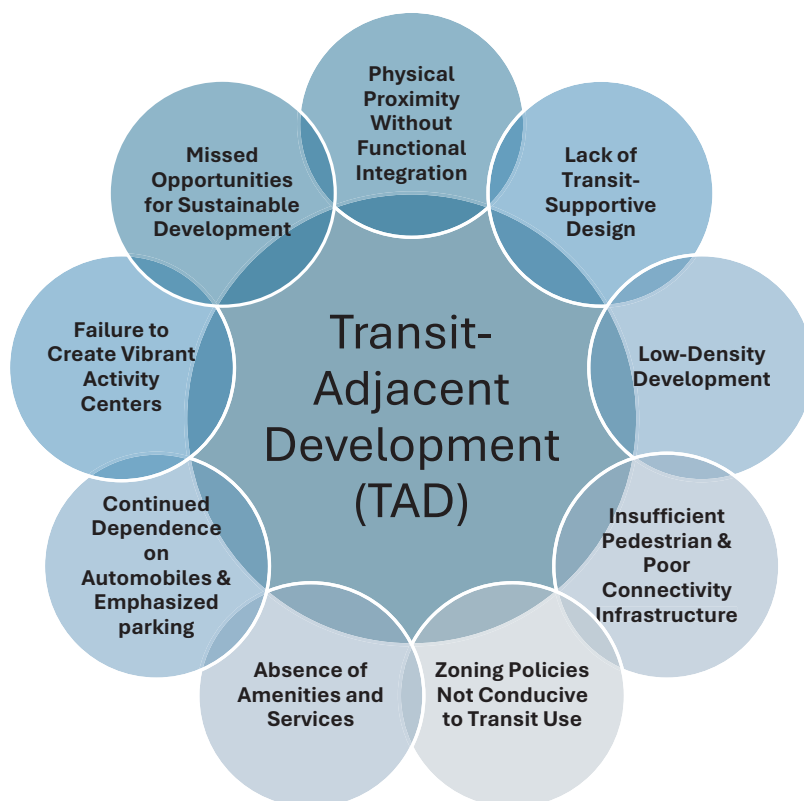 Physical
Proximity
Without
Functional
Integration
Lack of
Transit-
Supportive
Design
Low-Density
Development
Insufficient
Pedestrian &
Poor
Connectivity
Infrastructure
Zoning Policies
Not Conducive
to Transit Use
Absence of
Amenities and
Services
Continued
Dependence
on
Automobiles &
Emphasized
parking
Failure to
Create Vibrant
Activity
Centers
Missed
Opportunities
for Sustainable
Development
Transit-
Adjacent
Development
(TAD)